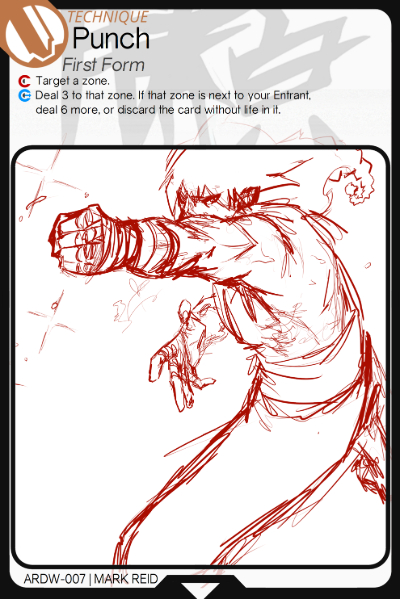 TECHNIQUE
Punch
First Form
Target a zone.
Deal 3 to that zone. If that zone is next to your Entrant,
deal 6 more, or discard the card without life in it.
ARDW-007 | MARK REID